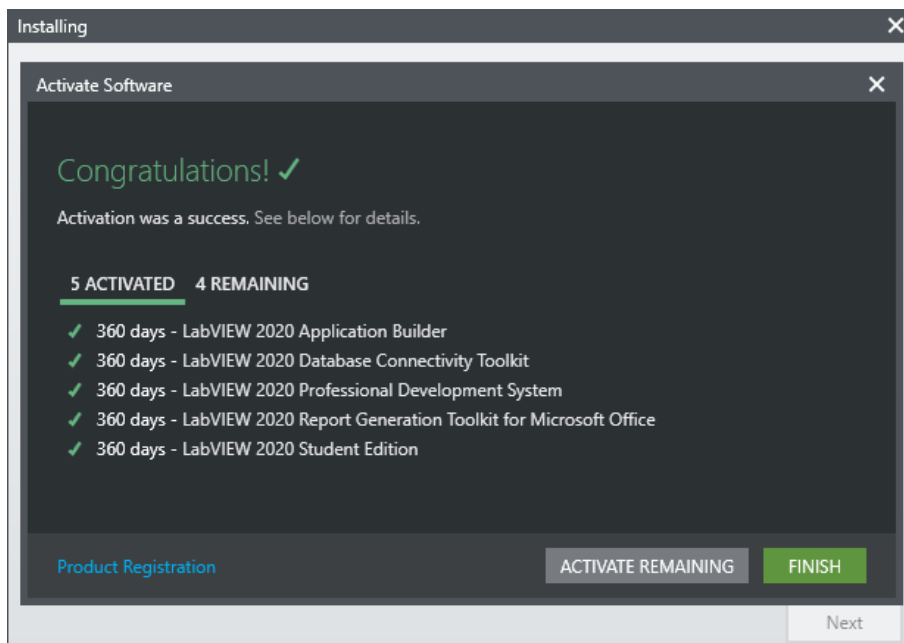 Installing
Activate Software
Congratulations!
Activation was a success. See below for details.
5 ACTIVATED 4 REMAINING
360 days - LabVIEW 2020 Application Builder
360 days - LabVIEW 2020 Database Connectivity Toolkit
360 days - LabVIEW 2020 Professional Development System
360 days - LabVIEW 2020 Report Generation Toolkit for Microsoft Office
360 days - LabVIEW 2020 Student Edition
Product Registration ACTIVATE REMAINING FINISH
Next